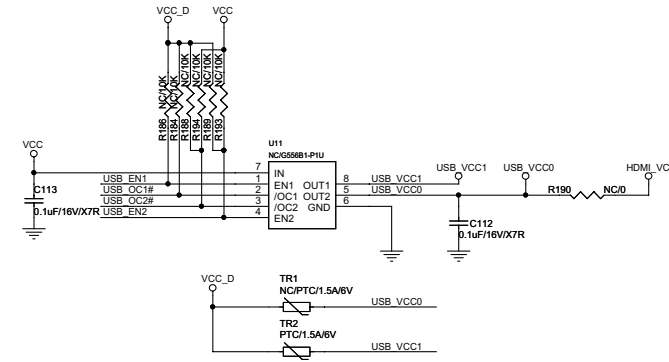 VCC_D VCC
R186 NC/10K
R184 NC/10K
R188 NC/10K
R194 NC/10K
R189 NC/10K
R193 NC/10K
U11
NC/G556B1-P1U
VCC
C113
0.1uF/16V/X7R
USB_EN1
USB_OC1#
USB_OC2#
USB_EN2
7 IN
1 EN1
2 /OC1
3 /OC2
4 EN2
OUT1 8 USB_VCC1
OUT2 5 USB_VCC0
GND 6
USB_VCC1 USB_VCC0 HDMI_VC
R190 NC/0
C112
0.1uF/16V/X7R
VCC_D
TR1
NC/PTC/1.5A/6V
USB_VCC0
TR2
PTC/1.5A/6V
USB_VCC1